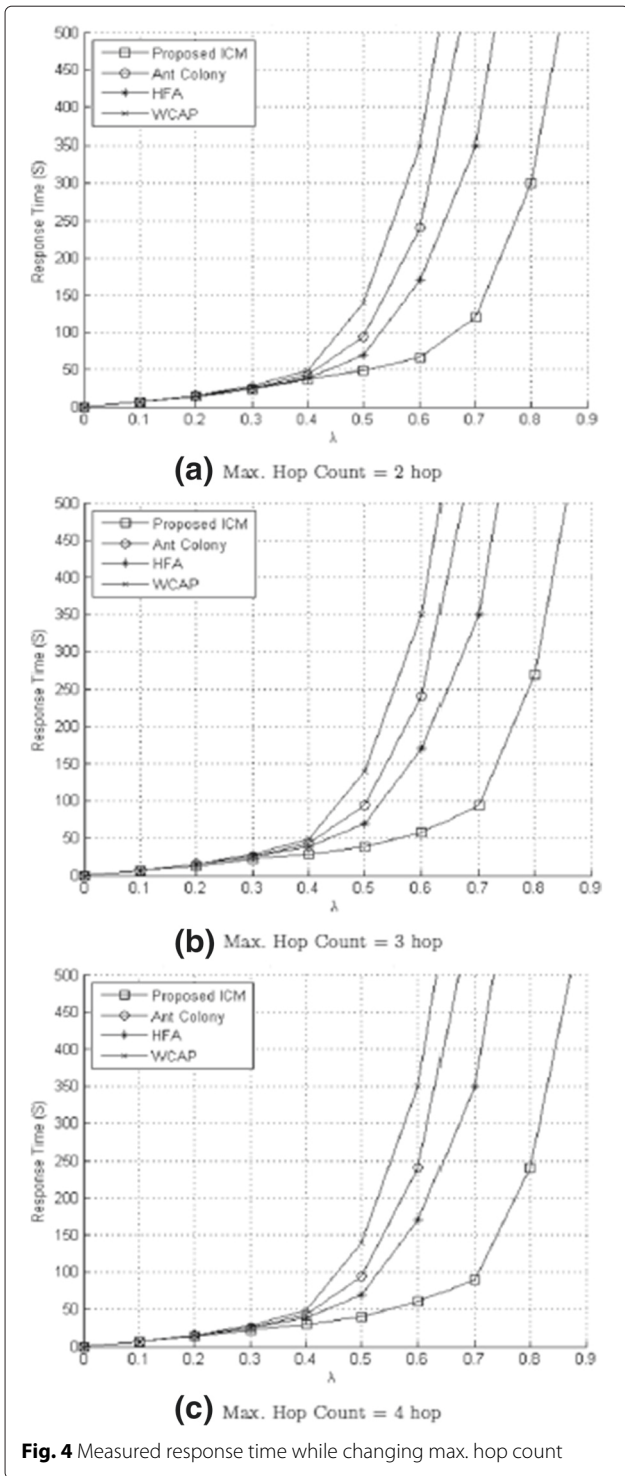 500
450
400
350
300
250
200
150
100
50
0
Response Time (S)
Proposed ICM
Ant Colony
HFA
WCAP
0 0.1 0.2 0.3 0.4 0.5 0.6 0.7 0.8 0.9
λ
(a) Max. Hop Count = 2 hop
500
450
400
350
300
250
200
150
100
50
0
Response Time (S)
Proposed ICM
Ant Colony
HFA
WCAP
0 0.1 0.2 0.3 0.4 0.5 0.6 0.7 0.8 0.9
λ
(b) Max. Hop Count = 3 hop
500
450
400
350
300
250
200
150
100
50
0
Response Time (S)
Proposed ICM
Ant Colony
HFA
WCAP
0 0.1 0.2 0.3 0.4 0.5 0.6 0.7 0.8 0.9
λ
(c) Max. Hop Count = 4 hop
Fig. 4 Measured response time while changing max. hop count